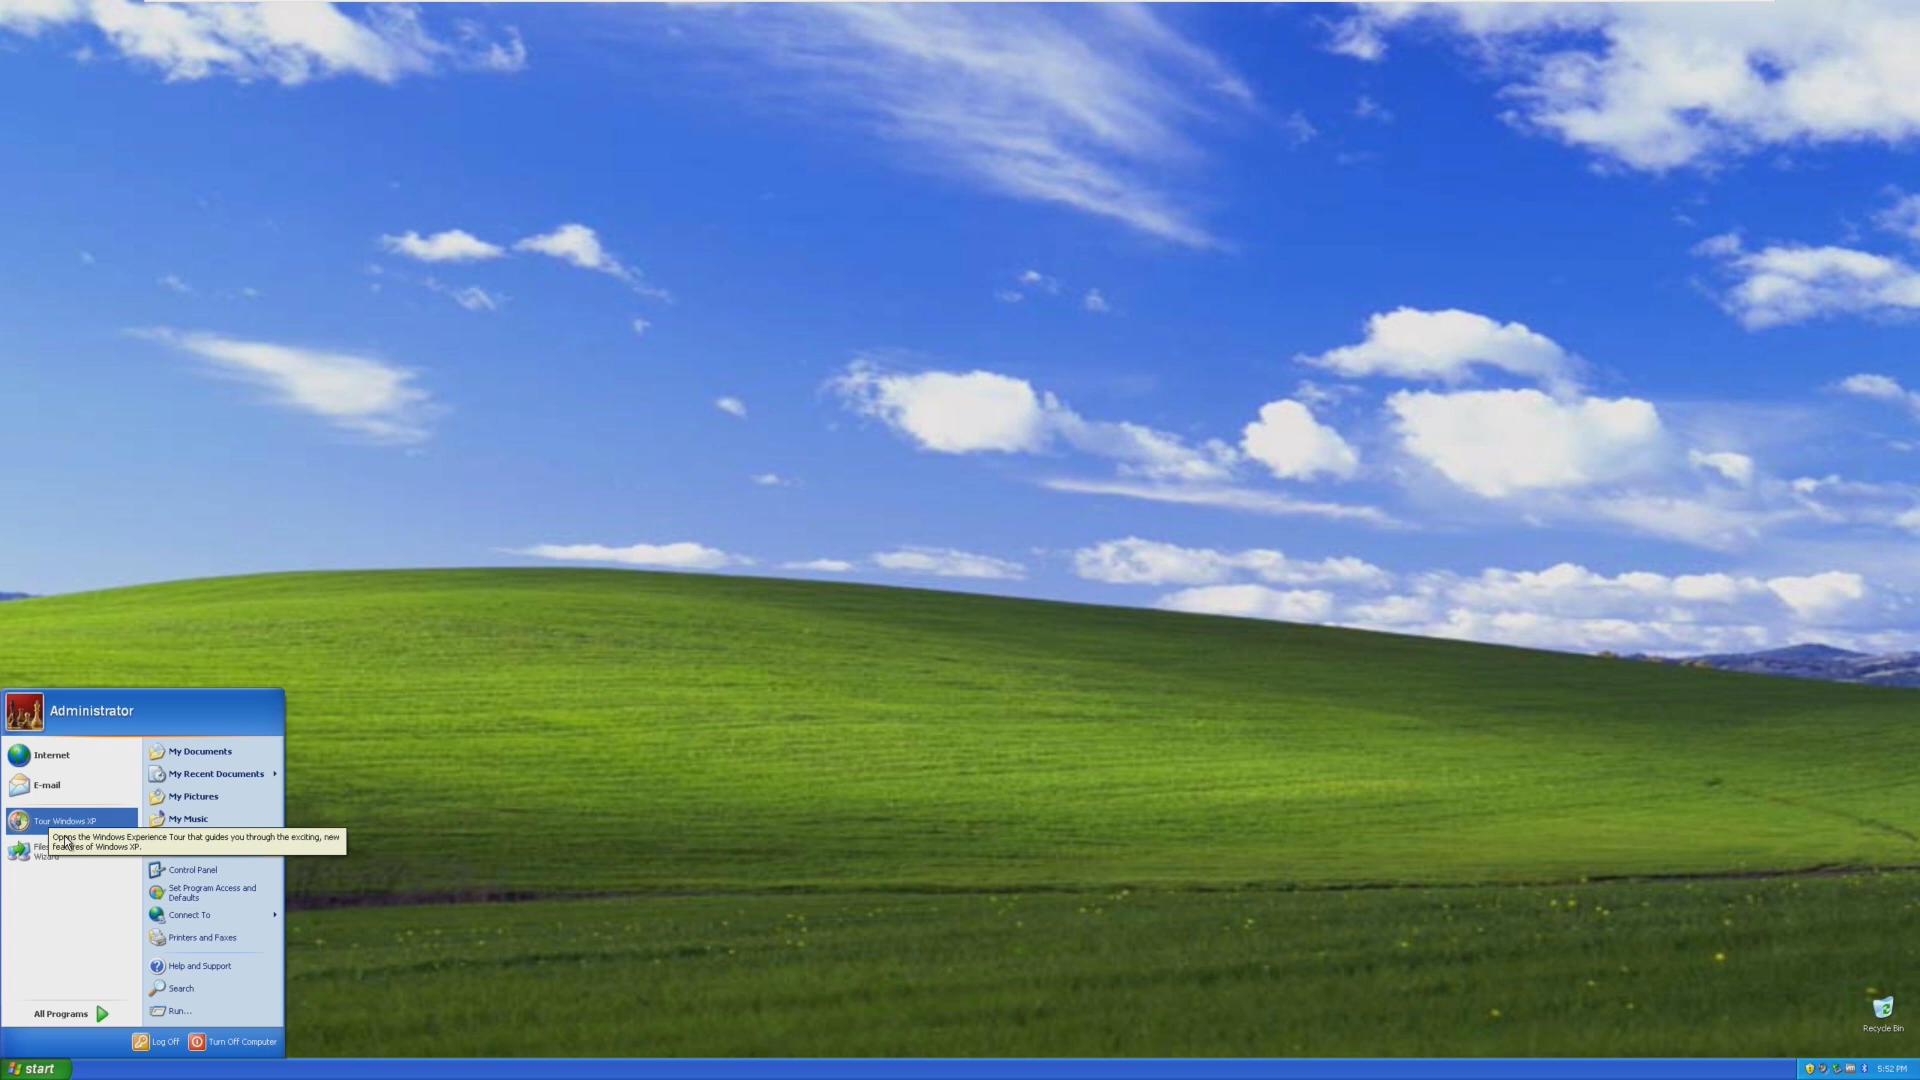 Administrator
Internet
E-mail
Tour Windows XP
Files
Wizard
All Programs
My Documents
My Recent Documents
My Pictures
My Music
Opens the Windows Experience Tour that guides you through the exciting, new
features of Windows XP.
Control Panel
Set Program Access and
Defaults
Connect To
Printers and Faxes
Help and Support
Search
Run...
Log Off
Turn Off Computer
start
Recycle Bin
5:52 PM